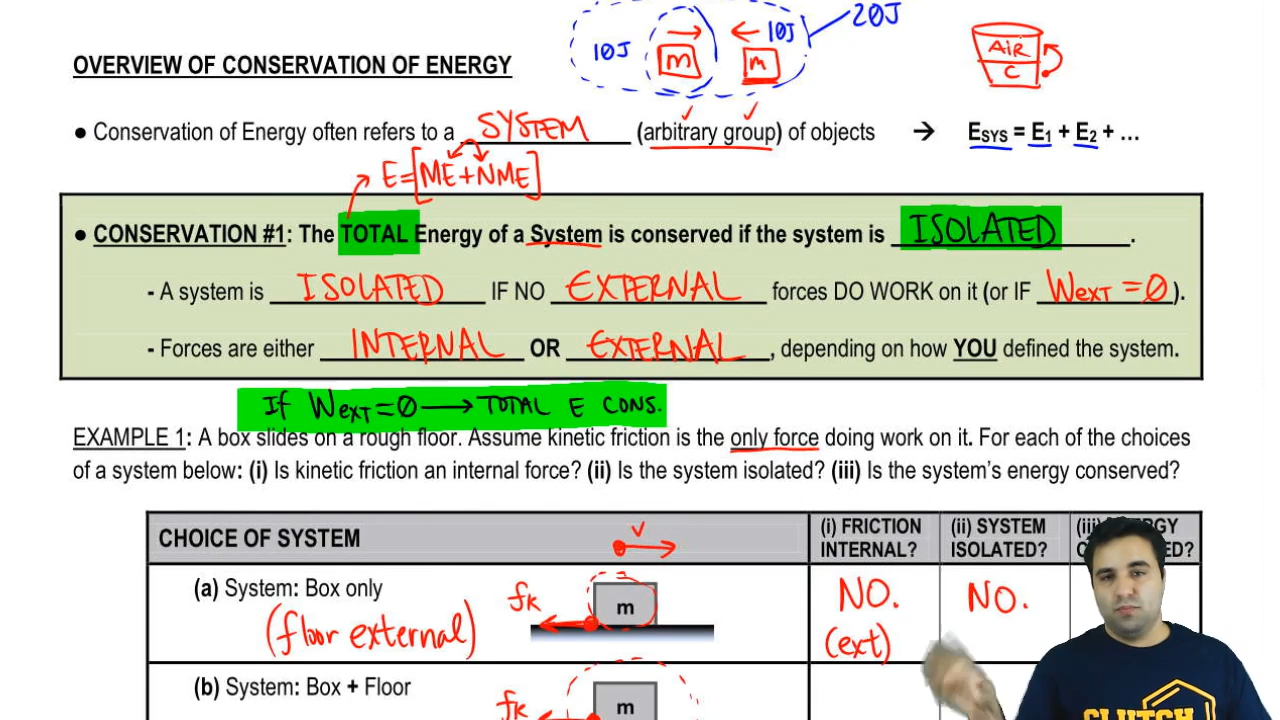 10J m m 10J 20J
AIR
C
OVERVIEW OF CONSERVATION OF ENERGY
● Conservation of Energy often refers to a SYSTEM (arbitrary group) of objects → ESYS = E1 + E2 + …
E=[ME+NME]
● CONSERVATION #1: The TOTAL Energy of a System is conserved if the system is ISOLATED.
- A system is ISOLATED IF NO EXTERNAL forces DO WORK on it (or IF WEXT = 0).
- Forces are either INTERNAL OR EXTERNAL, depending on how YOU defined the system.
If WEXT=0 → TOTAL E CONS.
EXAMPLE 1: A box slides on a rough floor. Assume kinetic friction is the only force doing work on it. For each of the choices
of a system below: (i) Is kinetic friction an internal force? (ii) Is the system isolated? (iii) Is the system's energy conserved?
CHOICE OF SYSTEM v (i) FRICTION INTERNAL? (ii) SYSTEM ISOLATED? (iii)
(a) System: Box only fk m NO. NO.
(floor external) (ext)
(b) System: Box + Floor fk m
CLUTCH